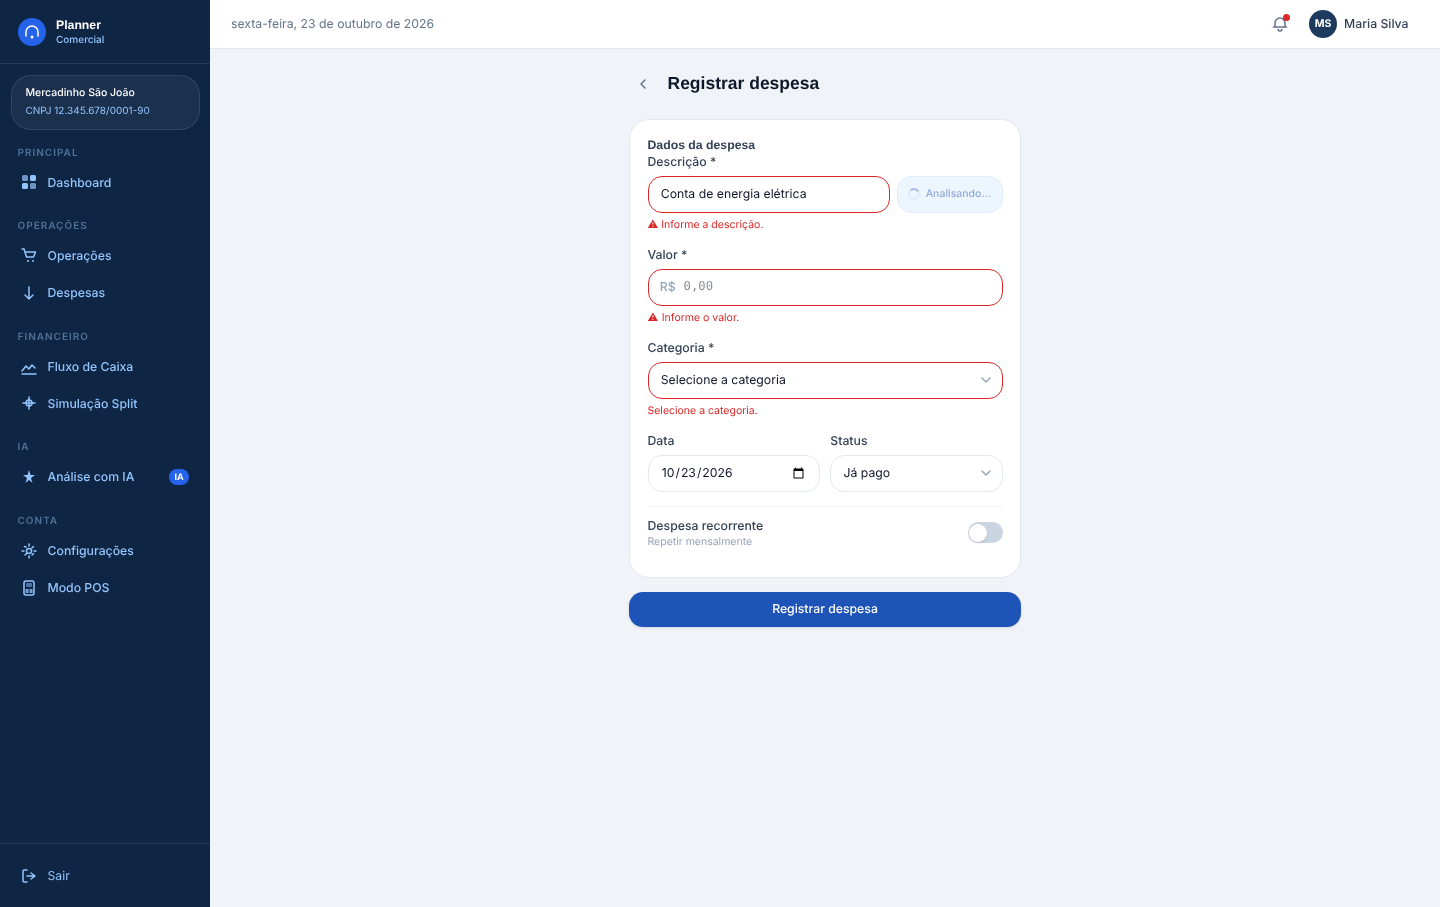 Planner
Comercial
Mercadinho São João
CNPJ 12.345.678/0001-90
PRINCIPAL
Dashboard
OPERAÇÕES
Operações
Despesas
FINANCEIRO
Fluxo de Caixa
Simulação Split
IA
Análise com IA
IA
CONTA
Configurações
Modo POS
Sair
sexta-feira, 23 de outubro de 2026
MS
Maria Silva
Registrar despesa
Dados da despesa
Descrição *
Conta de energia elétrica
Analisando...
Informe a descrição.
Valor *
R$ 0,00
Informe o valor.
Categoria *
Selecione a categoria
Selecione a categoria.
Data
Status
10/23/2026
Já pago
Despesa recorrente
Repetir mensalmente
Registrar despesa